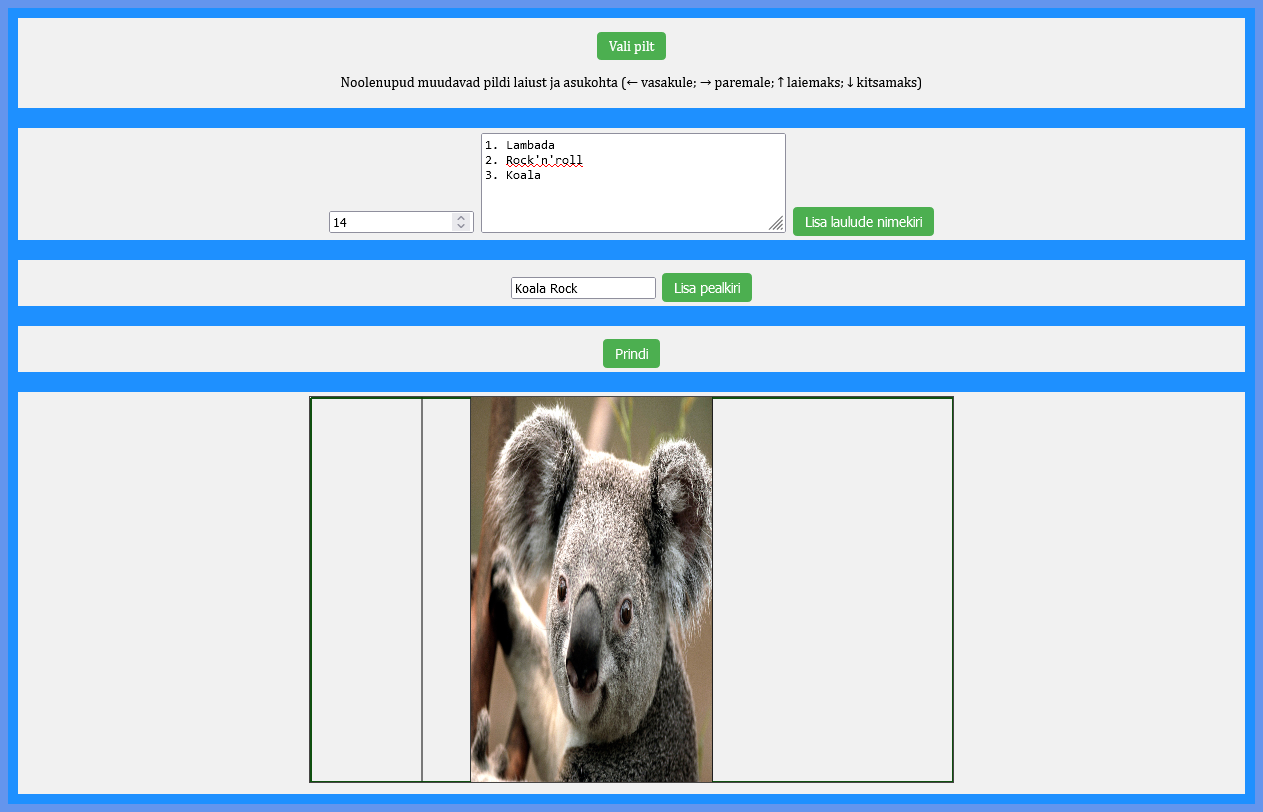 Vali pilt
Noolenupud muudavad pildi laiust ja asukohta (← vasakule; → paremale; ↑ laiemaks; ↓ kitsamaks)
1. Lambada
2. Rock'n'roll
3. Koala
14
Lisa laulude nimekiri
Koala Rock
Lisa pealkiri
Prindi